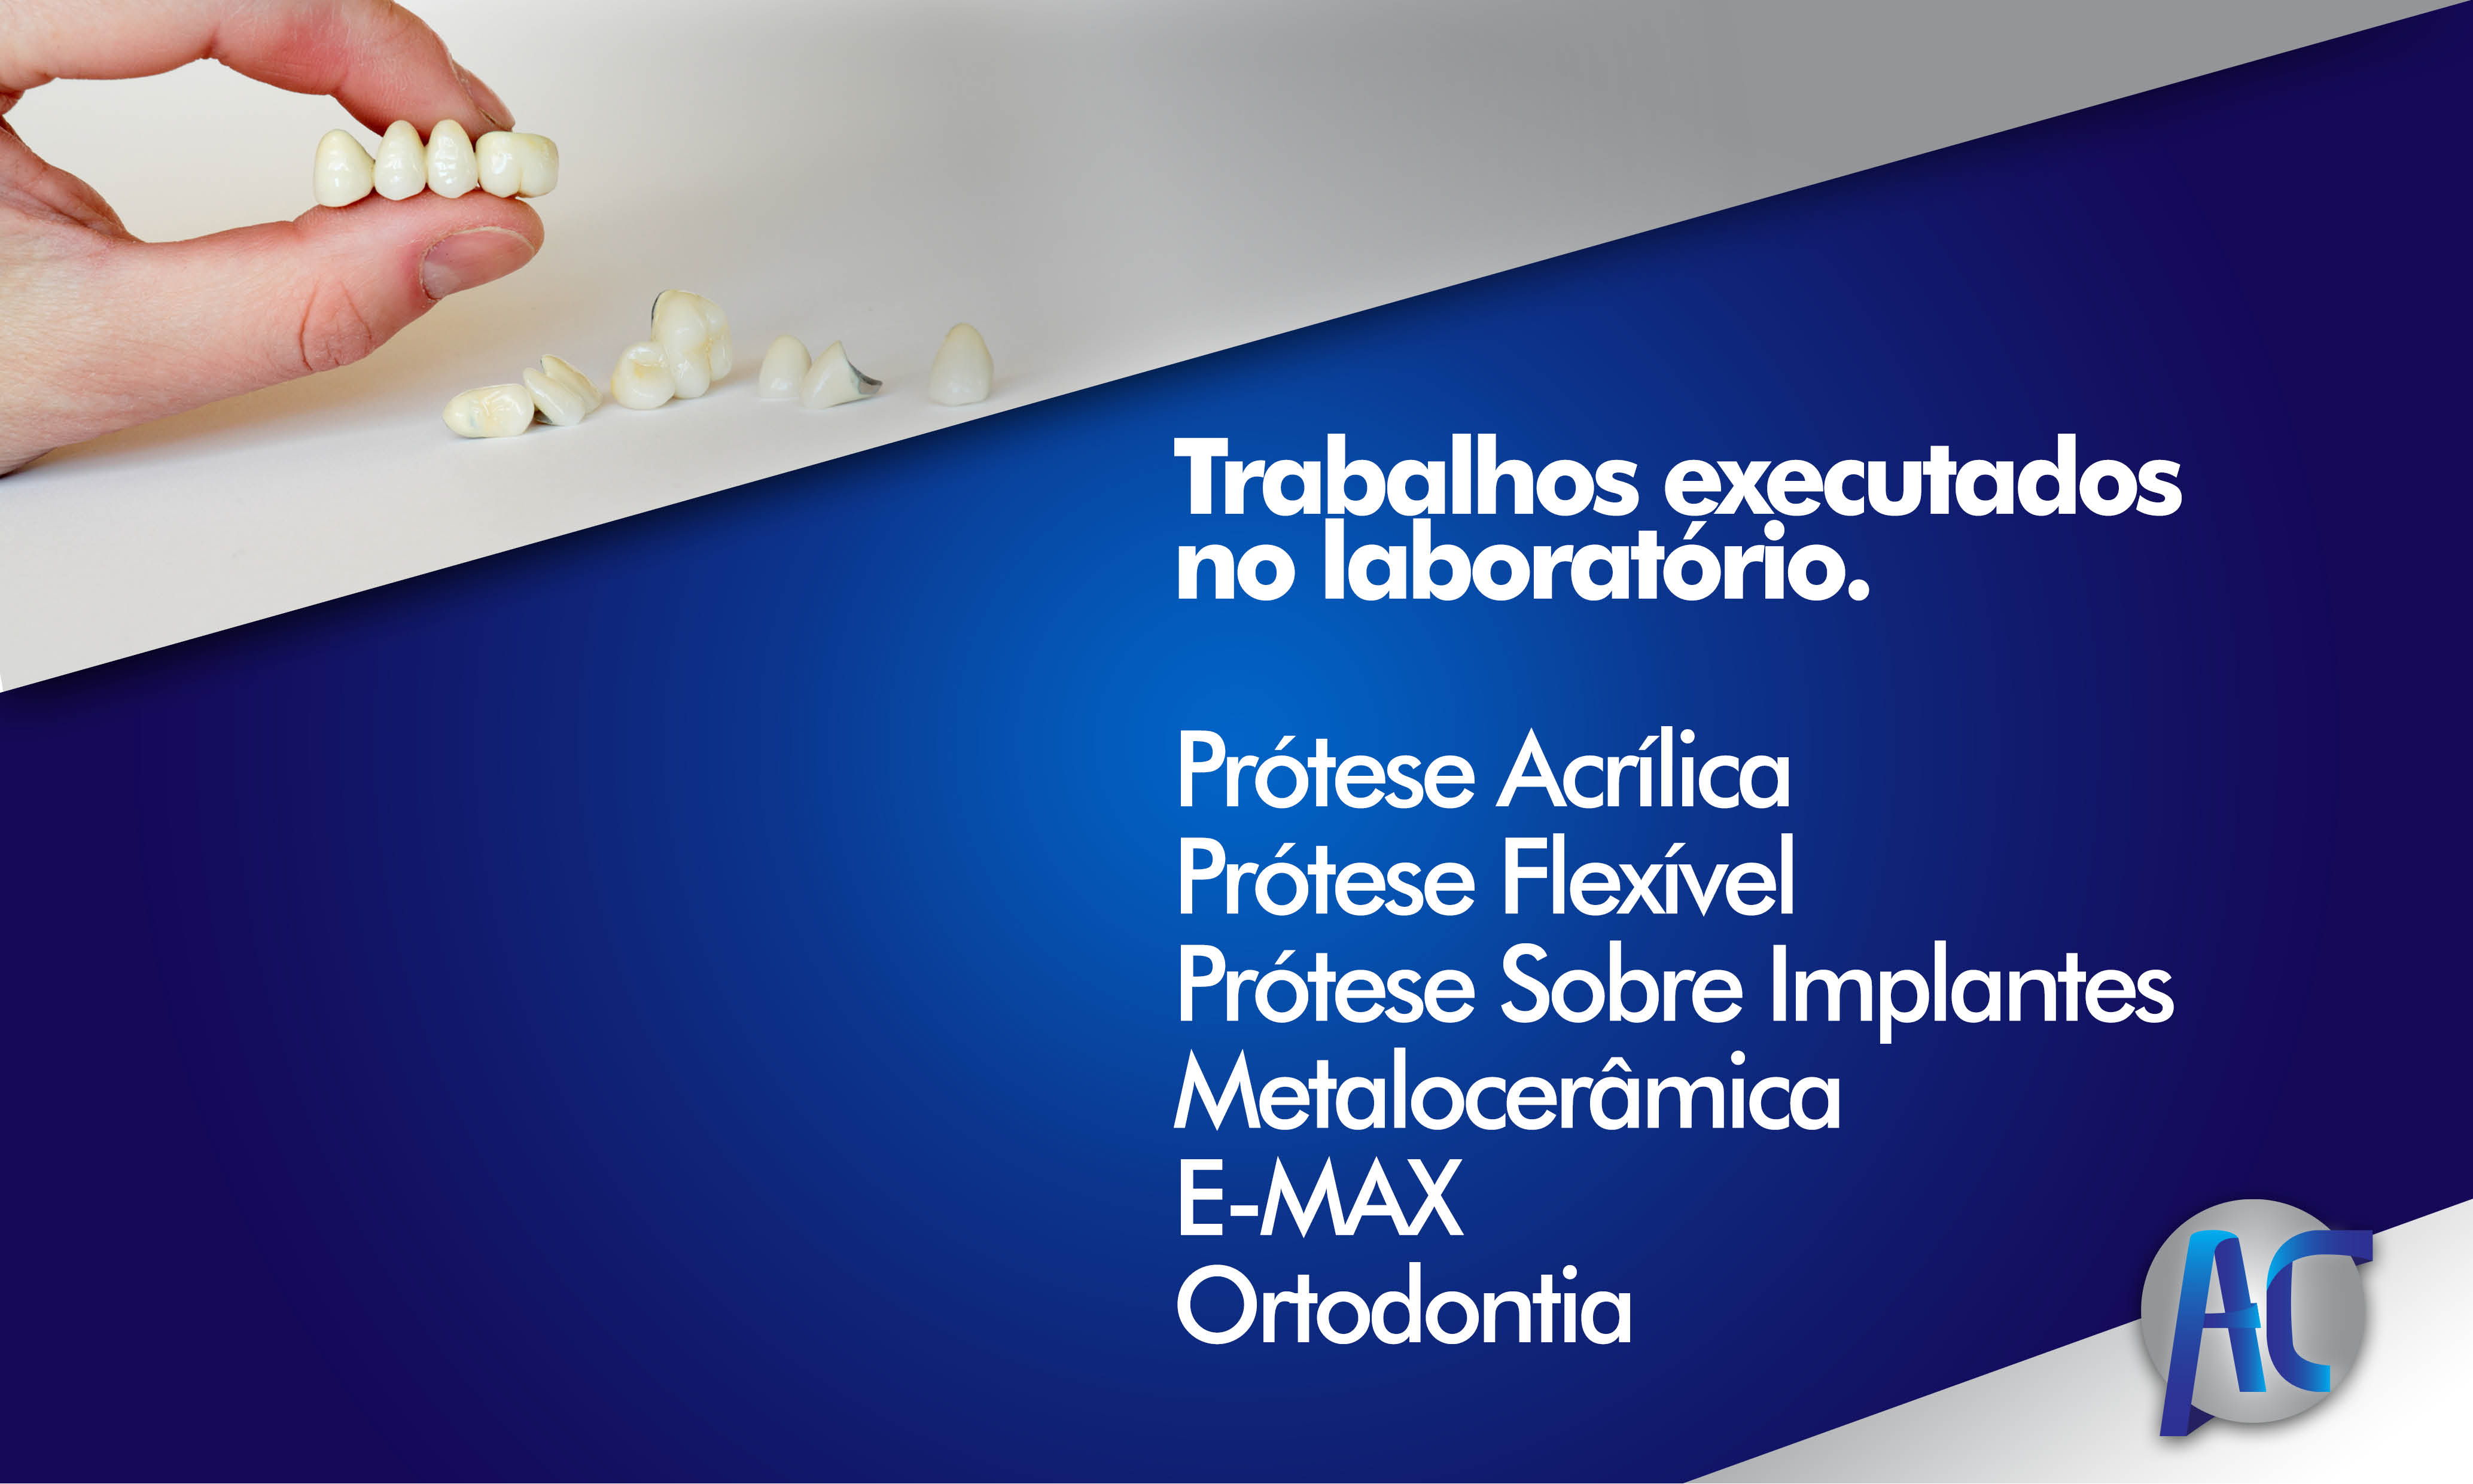 Trabalhos executados
no laboratório.
Prótese Acrílica
Prótese Flexível
Prótese Sobre Implantes
Metalocerâmica
E-MAX
Ortodontia
AC